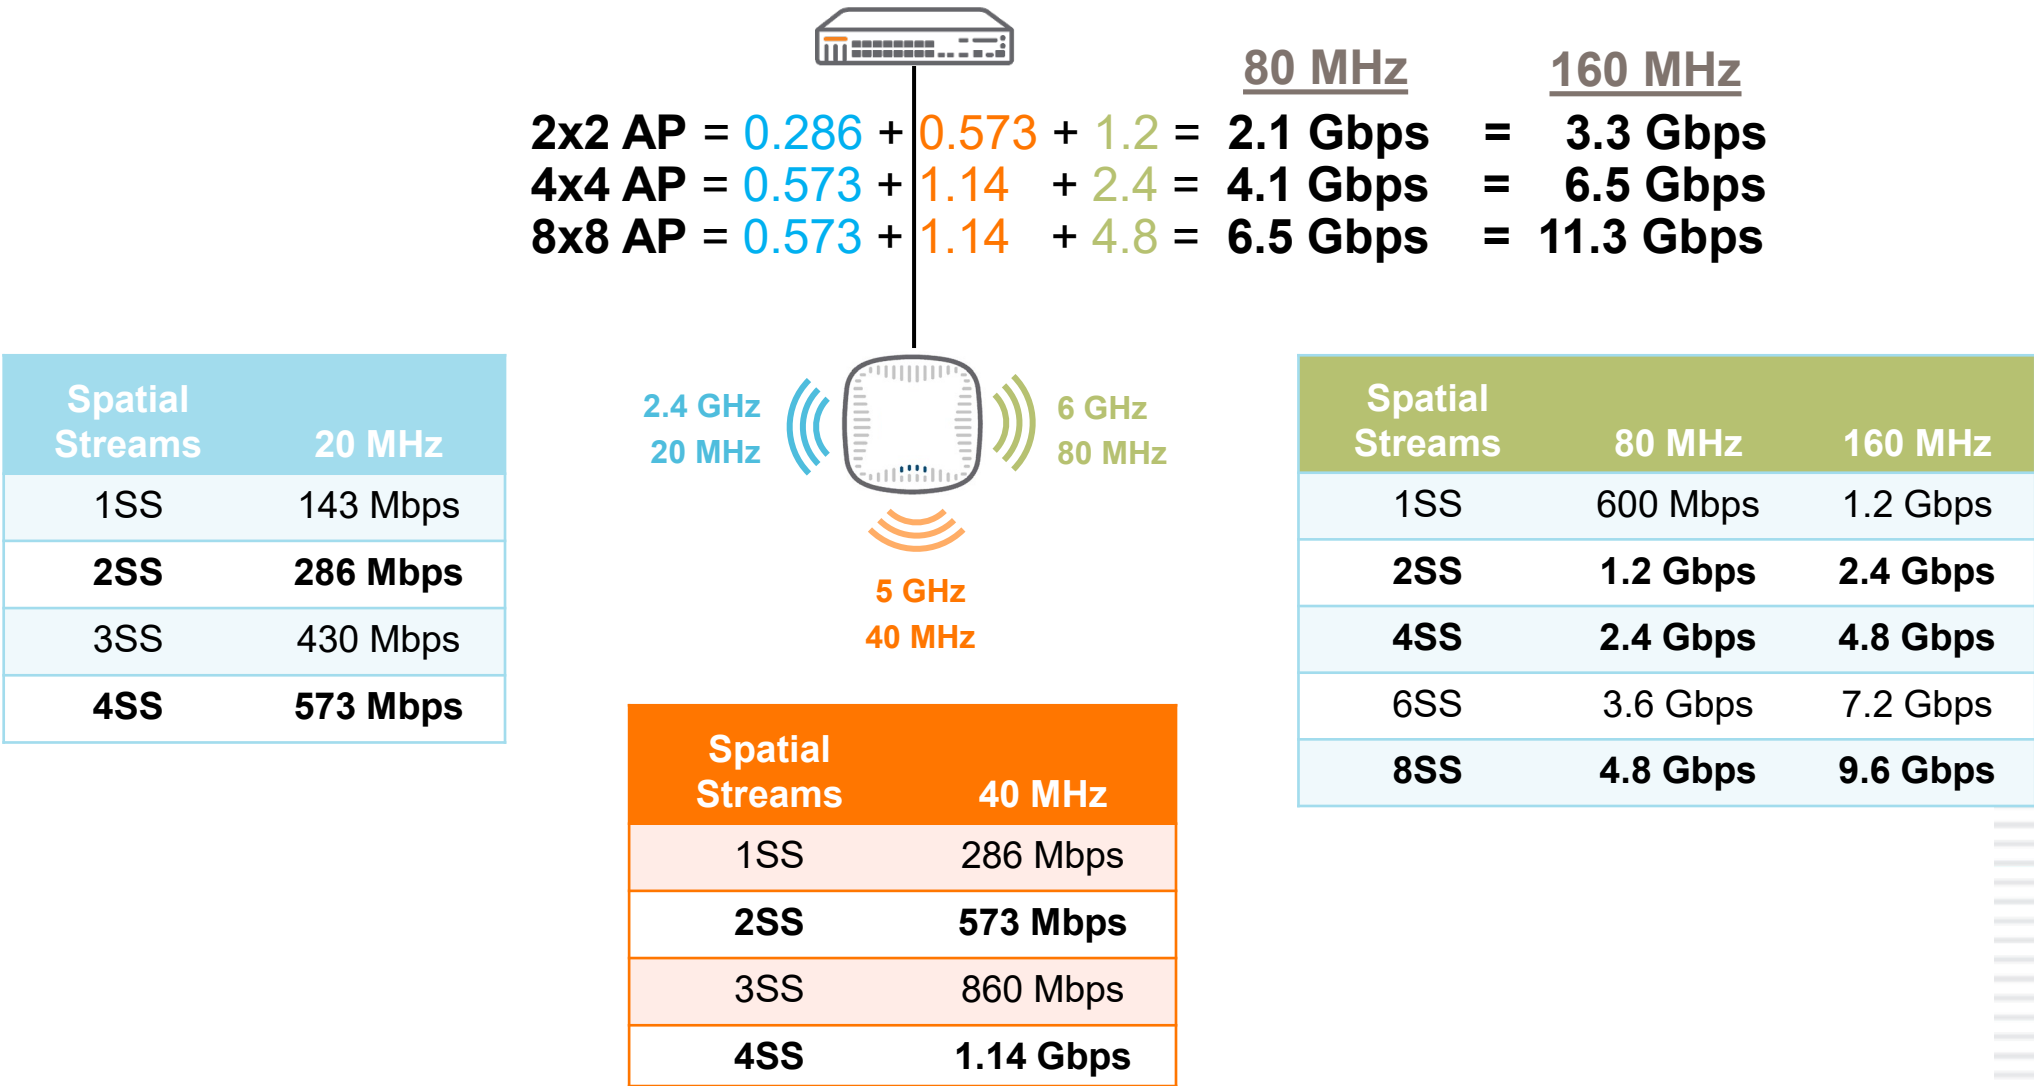 80 MHz 160 MHz
2x2 AP = 0.286 + 0.573 + 1.2 = 2.1 Gbps = 3.3 Gbps
4x4 AP = 0.573 + 1.14 + 2.4 = 4.1 Gbps = 6.5 Gbps
8x8 AP = 0.573 + 1.14 + 4.8 = 6.5 Gbps = 11.3 Gbps
Spatial
Streams 20 MHz
1SS 143 Mbps
2SS 286 Mbps
3SS 430 Mbps
4SS 573 Mbps
2.4 GHz
20 MHz
6 GHz
80 MHz
5 GHz
40 MHz
Spatial
Streams 40 MHz
1SS 286 Mbps
2SS 573 Mbps
3SS 860 Mbps
4SS 1.14 Gbps
Spatial
Streams 80 MHz 160 MHz
1SS 600 Mbps 1.2 Gbps
2SS 1.2 Gbps 2.4 Gbps
4SS 2.4 Gbps 4.8 Gbps
6SS 3.6 Gbps 7.2 Gbps
8SS 4.8 Gbps 9.6 Gbps